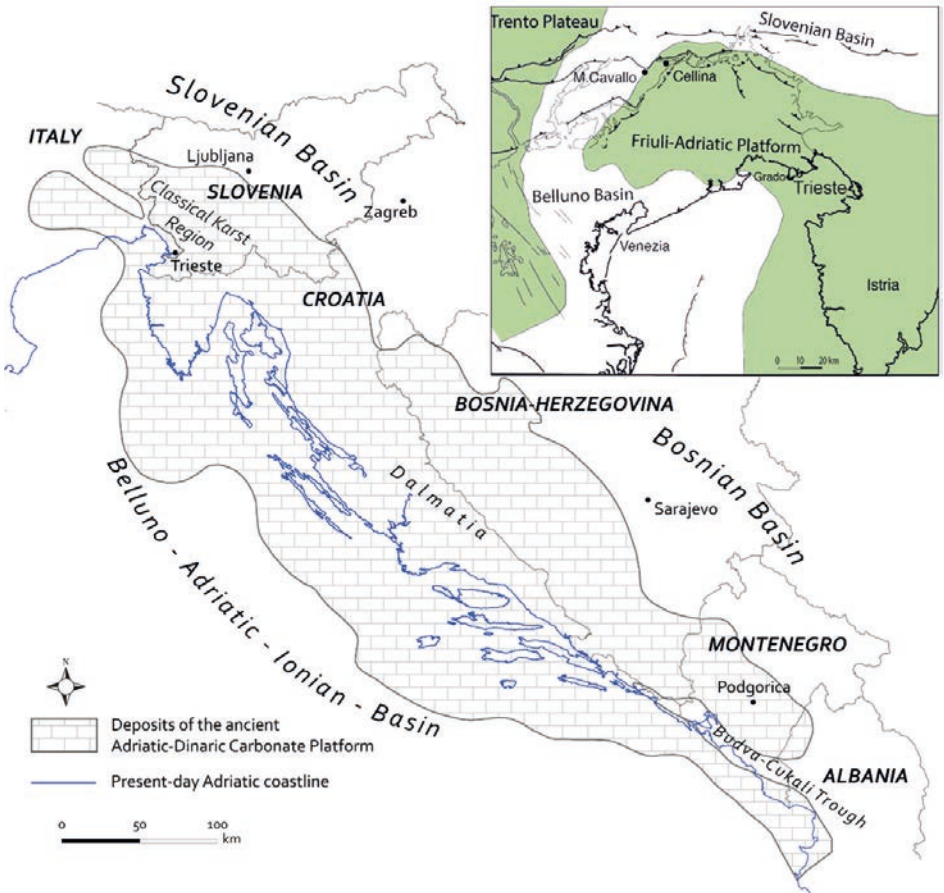 Trento Plateau
Slovenian Basin
M.Cavallo
Cellina
Friuli-Adriatic Platform
Grado
Trieste
Belluno Basin
Venezia
Istria
0 10 20 km
Slovenian Basin
ITALY
Ljubljana
SLOVENIA
Zagreb
Classical Karst
Region
Trieste
CROATIA
BOSNIA-HERZEGOVINA
Bosnian Basin
Dalmatia
Sarajevo
Belluno - Adriatic - Ionian - Basin
MONTENEGRO
Podgorica
Budva-Cukali Trough
ALBANIA
N
Deposits of the ancient
Adriatic-Dinaric Carbonate Platform
Present-day Adriatic coastline
0 50 100
km